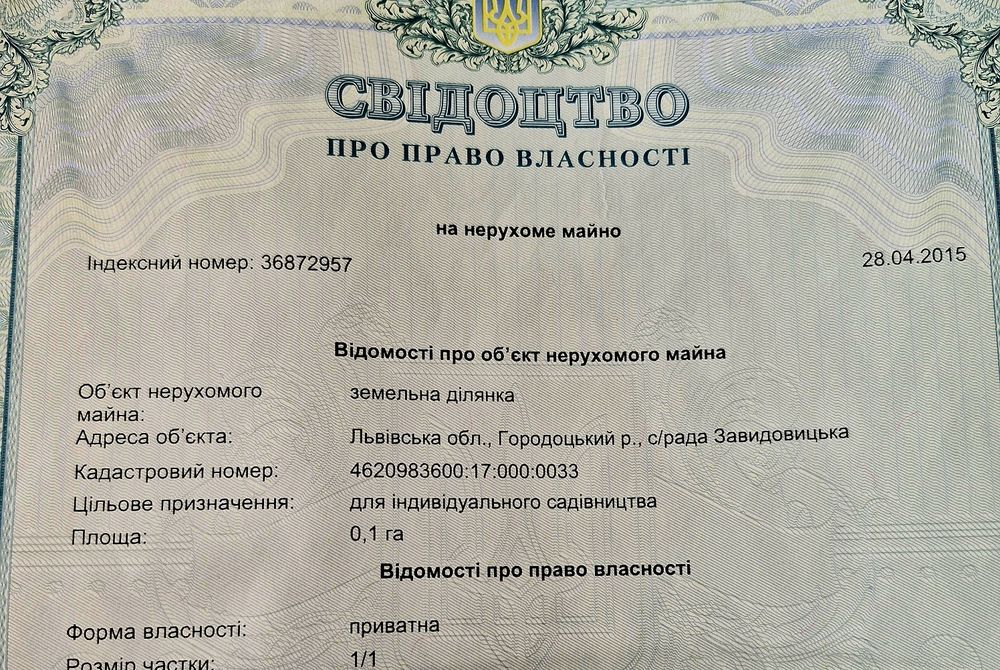 СВІДОЦТВО
ПРО ПРАВО ВЛАСНОСТІ
на нерухоме майно
Індексний номер: 36872957 28.04.2015
Відомості про об'єкт нерухомого майна
Об'єкт нерухомого майна: земельна ділянка
Адреса об'єкта: Львівська обл., Городоцький р., с/рада Завидовицька
Кадастровий номер: 4620983600:17:000:0033
Цільове призначення: для індивідуального садівництва
Площа: 0,1 га
Відомості про право власності
Форма власності: приватна
Розмір частки: 1/1